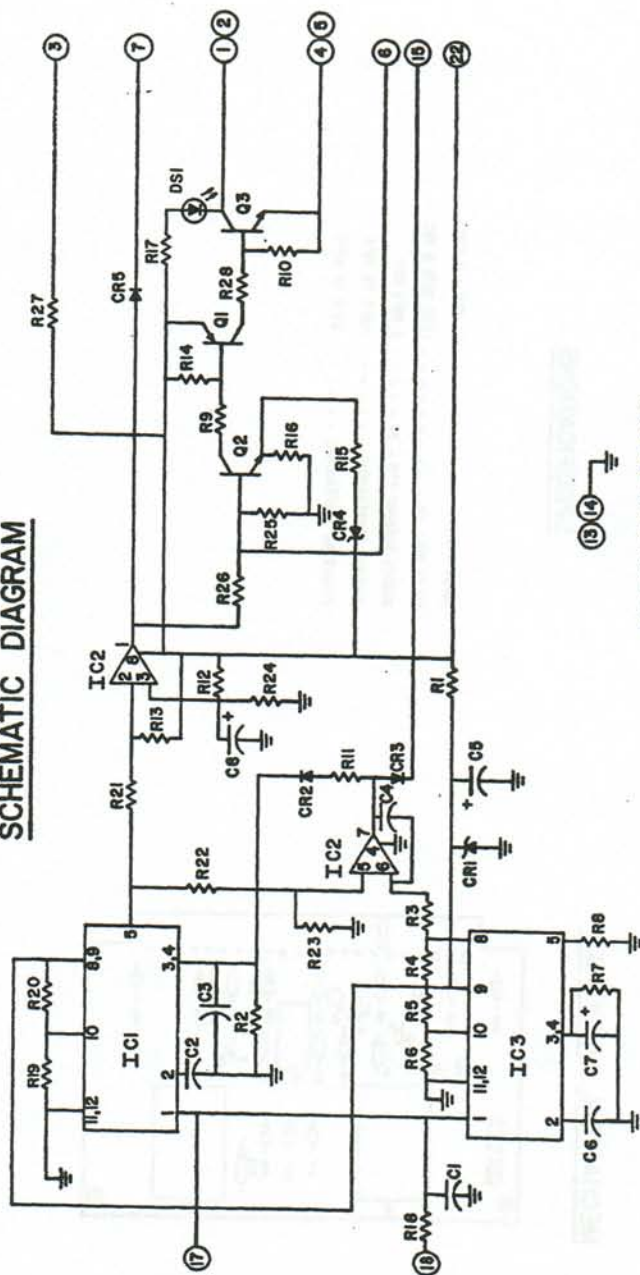 SCHEMATIC DIAGRAM
R27
3
CR5
7
DS1
R17
1 2
Q3
R28
R10
4 5
Q1
R14
R9
Q2
R16
R25
R15
CR4
R26
6
15
22
IC2
1
2
8
3
R13
R12
R24
C8
+
R21
R22
R23
R20
R19
8,9
10
11,12
5
IC1
3,4
2
1
C3
C2
R2
CR2
R11
CR3
C4
IC2
5
7
4
6
R1
C5
+
CR1
R3
R4
R5
R6
8
9
10
11,12
1
IC3
5
3,4
2
R8
R7
C7
+
C6
17
18
R18
C1
13 14